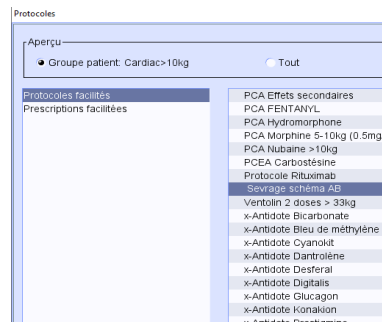 Protocoles
Aperçu
Groupe patient: Cardiac>10kg
Tout
Protocoles facilités
Prescriptions facilitées
PCA Effets secondaires
PCA FENTANYL
PCA Hydromorphone
PCA Morphine 5-10kg (0.5mg
PCA Nubaine >10kg
PCEA Carbostésine
Protocole Rituximab
Sevrage schéma AB
Ventolin 2 doses > 33kg
x-Antidote Bicarbonate
x-Antidote Bleu de méthylène
x-Antidote Cyanokit
x-Antidote Dantrolène
x-Antidote Desferal
x-Antidote Digitalis
x-Antidote Glucagon
x-Antidote Konakion